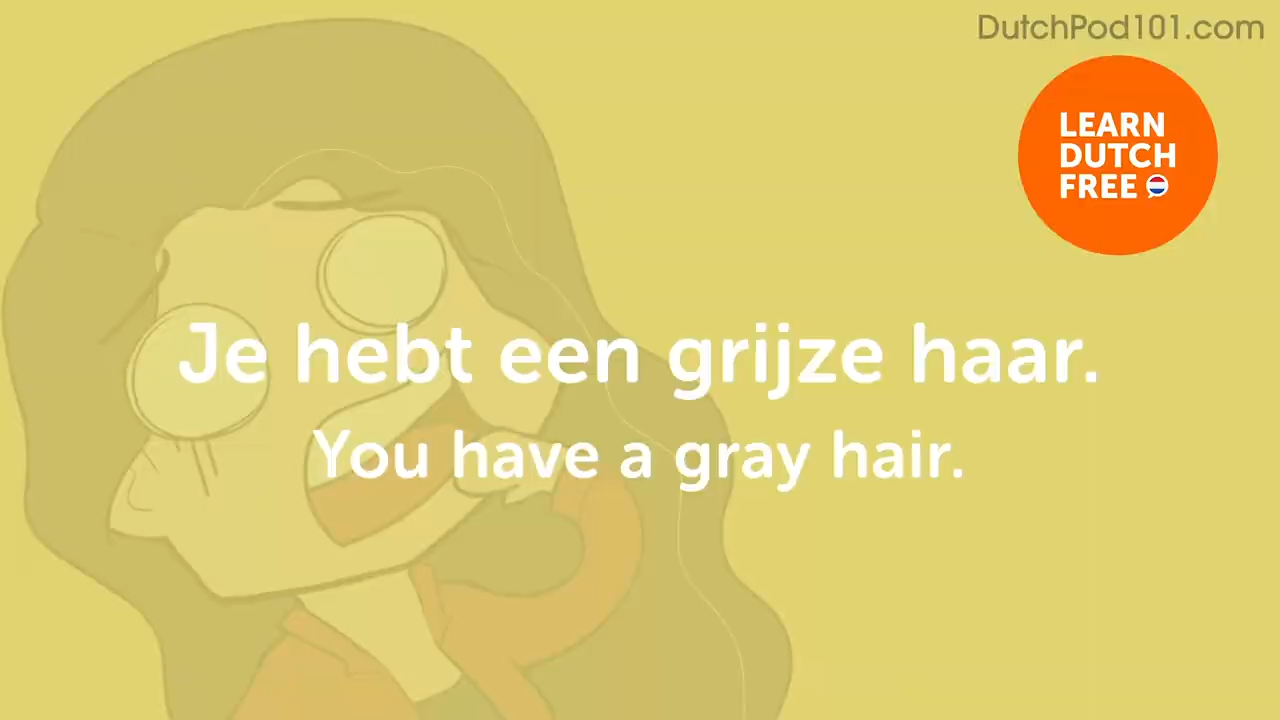 DutchPod101.com
LEARN
DUTCH
FREE
Je hebt een grijze haar.
You have a gray hair.